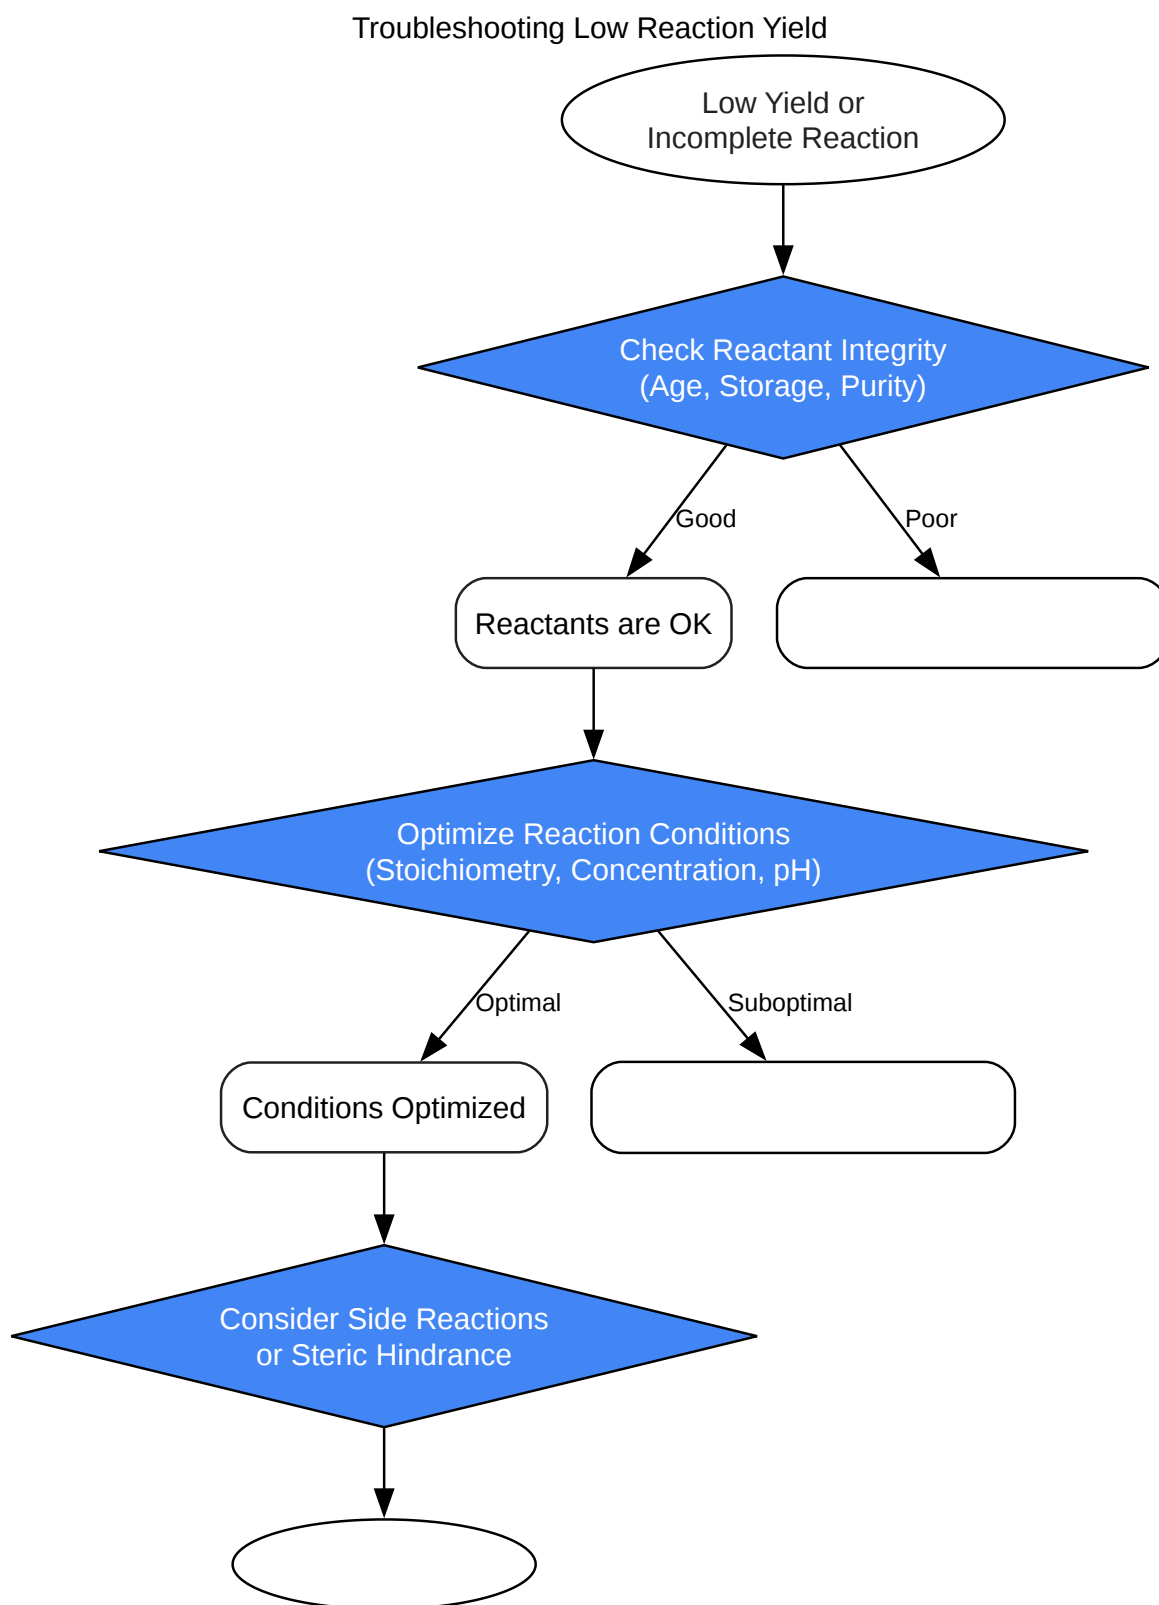 Troubleshooting Low Reaction Yield
Low Yield or
Incomplete Reaction
Check Reactant Integrity
(Age, Storage, Purity)
Good
Poor
Reactants are OK
Optimize Reaction Conditions
(Stoichiometry, Concentration, pH)
Optimal
Suboptimal
Conditions Optimized
Consider Side Reactions
or Steric Hindrance